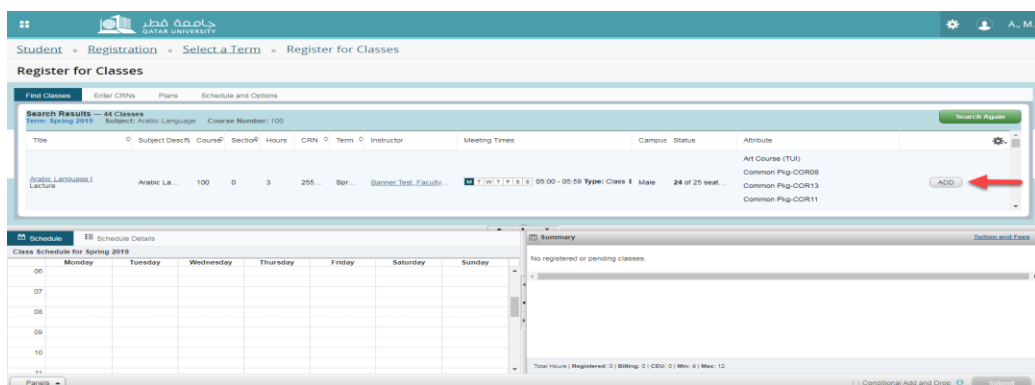 جامعة قطر
QATAR UNIVERSITY
A., M.
Student • Registration • Select a Term • Register for Classes
Register for Classes
Find Classes Enter CRNs Plans Schedule and Options
Search Results — 44 Classes
Term: Spring 2019 Subject: Arabic Language Course Number: 100
Search Again
Title Subject Descri Course Section Hours CRN Term Instructor Meeting Times Campus Status Attribute
Arabic Language I
Lecture
Arabic La... 100 0 3 255... Spr... Banner Test, Faculty... M T W T F S S 05:00 - 05:59 Type: Class Male 24 of 25 seat...
Art Course (TUI)
Common Pkg-COR08
Common Pkg-COR13
Common Pkg-COR11
ADD
Schedule Schedule Details
Class Schedule for Spring 2019
Monday Tuesday Wednesday Thursday Friday Saturday Sunday
06
07
08
09
10
11
Summary Tuition and Fees
No registered or pending classes.
Total Hours | Registered: 0 | Billing: 0 | CEU: 0 | Min: 9 | Max: 12
Panels Conditional Add and Drop Submit